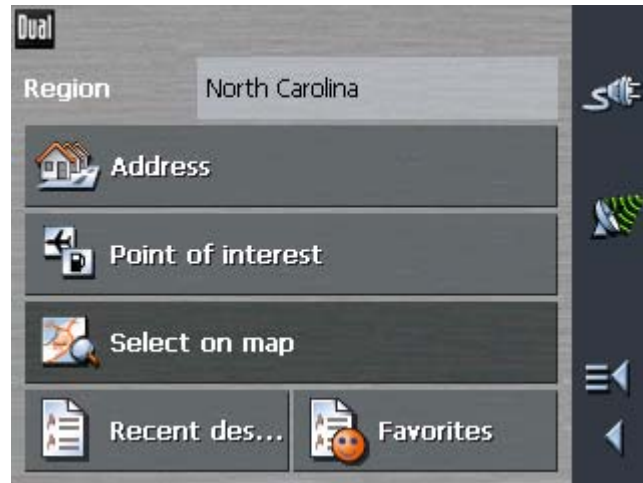 Dual
Region North Carolina
Address
Point of interest
Select on map
Recent des... Favorites